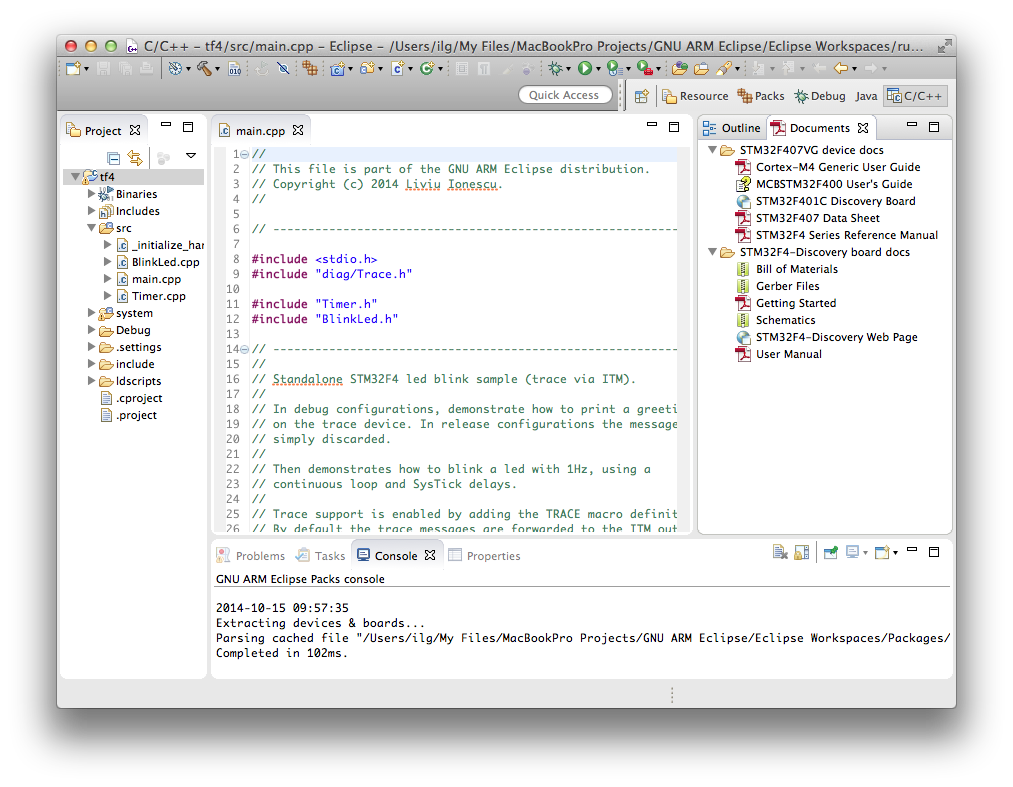 C/C++ – tf4/src/main.cpp – Eclipse – /Users/ilg/My Files/MacBookPro Projects/GNU ARM Eclipse/Eclipse Workspaces/ru...
010
Quick Access
Resource
Packs
Debug
Java
C/C++
Project
tf4
Binaries
Includes
src
_initialize_har
BlinkLed.cpp
main.cpp
Timer.cpp
system
Debug
.settings
include
ldscripts
.cproject
.project
main.cpp
1 //
2 // This file is part of the GNU ARM Eclipse distribution.
3 // Copyright (c) 2014 Liviu Ionescu.
4 //
5
6 // ----------------------------------------------------------
7
8 #include <stdio.h>
9 #include "diag/Trace.h"
10
11 #include "Timer.h"
12 #include "BlinkLed.h"
13
14 // ----------------------------------------------------------
15 //
16 // Standalone STM32F4 led blink sample (trace via ITM).
17 //
18 // In debug configurations, demonstrate how to print a greeti
19 // on the trace device. In release configurations the message
20 // simply discarded.
21 //
22 // Then demonstrates how to blink a led with 1Hz, using a
23 // continuous loop and SysTick delays.
24 //
25 // Trace support is enabled by adding the TRACE macro definit
26 // By default the trace messages are forwarded to the ITM out
Outline
Documents
STM32F407VG device docs
Cortex-M4 Generic User Guide
MCBSTM32F400 User's Guide
STM32F401C Discovery Board
STM32F407 Data Sheet
STM32F4 Series Reference Manual
STM32F4-Discovery board docs
Bill of Materials
Gerber Files
Getting Started
Schematics
STM32F4-Discovery Web Page
User Manual
Problems
Tasks
Console
Properties
GNU ARM Eclipse Packs console
2014-10-15 09:57:35
Extracting devices & boards...
Parsing cached file "/Users/ilg/My Files/MacBookPro Projects/GNU ARM Eclipse/Eclipse Workspaces/Packages/
Completed in 102ms.